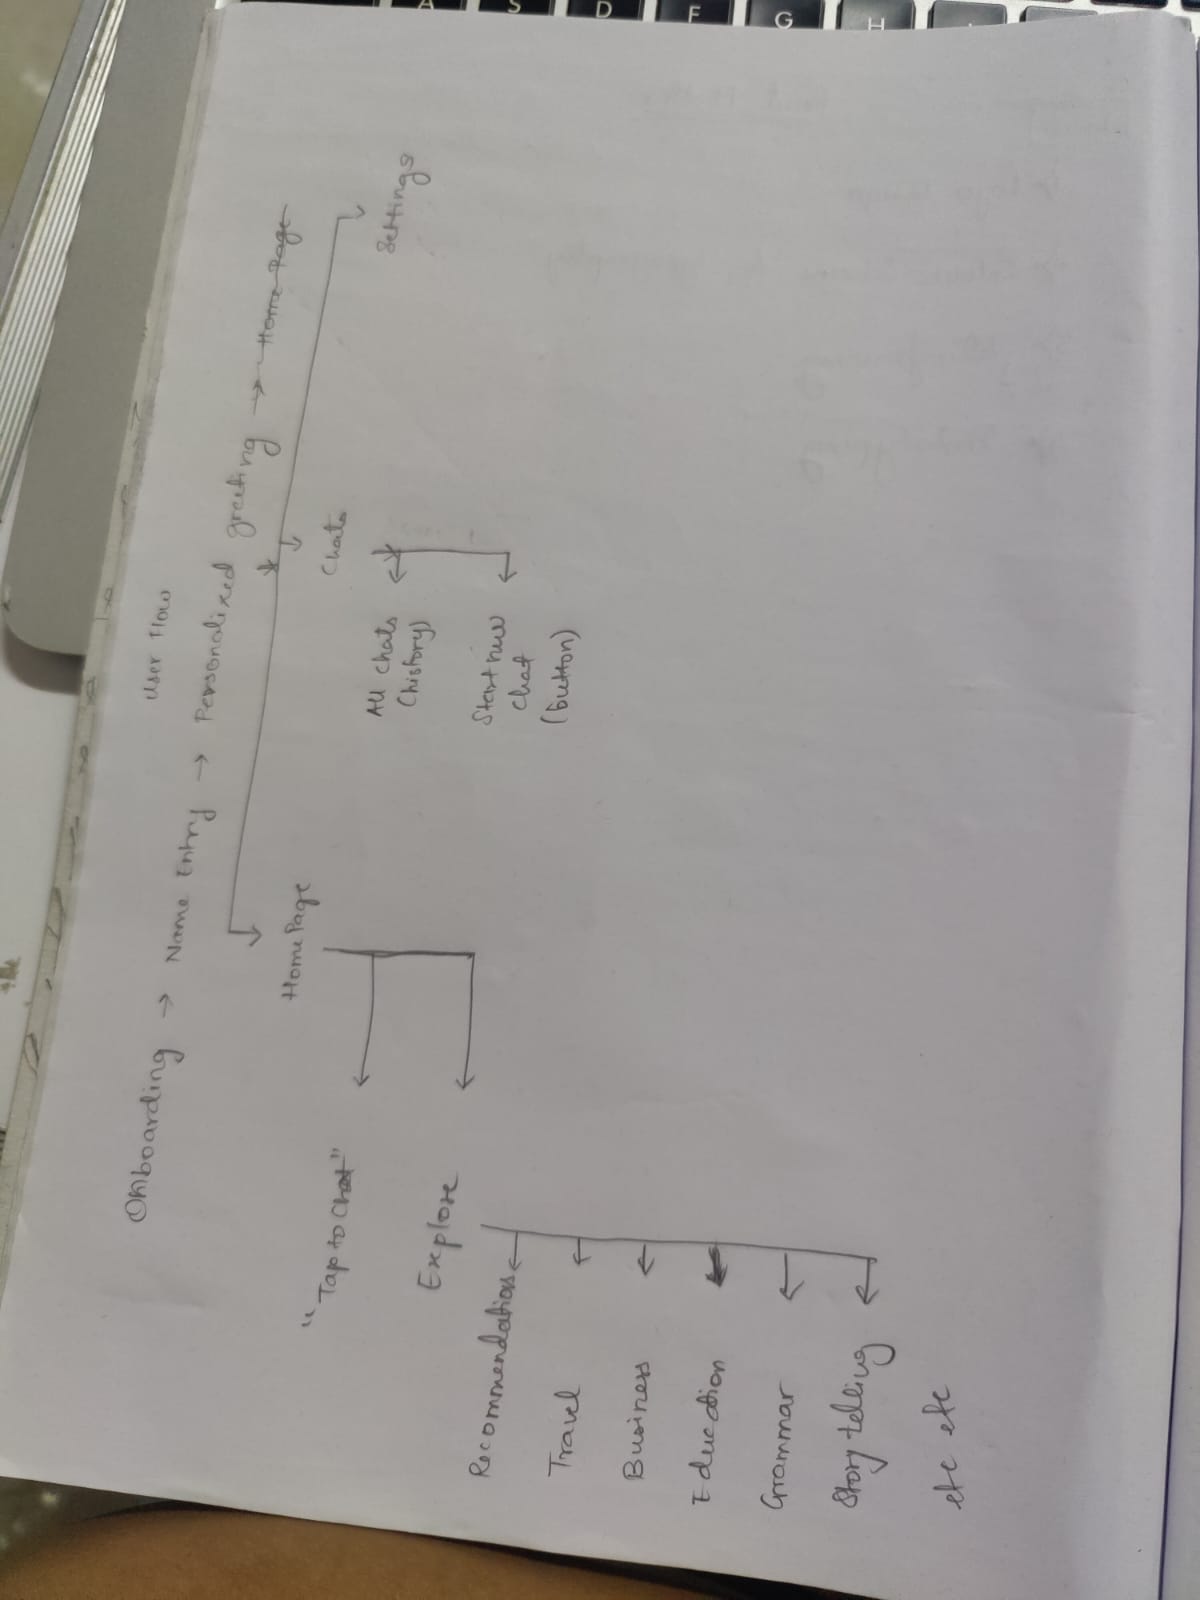 User Flow
Onboarding → Name Entry → Personalized greeting → Home Page
Home Page
Chats
Settings
"Tap to Chat"
Explore
All chats
(history)
Start new
chat
(button)
Recommendations
Travel
Business
Education
Grammar
Story telling
etc etc
A S D F G H